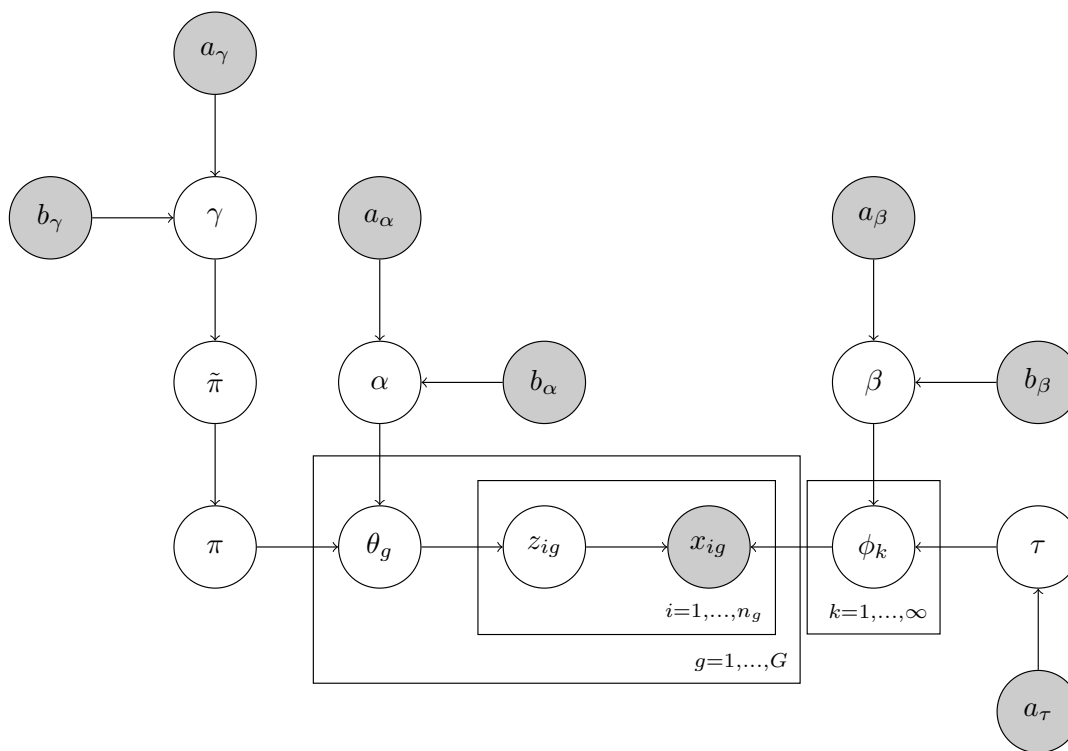 a_γ
b_γ γ a_α a_β
π̃ α b_α β b_β
π θ_g z_ig x_ig ϕ_k τ
i=1,...,n_g k=1,...,∞
g=1,...,G
a_τ